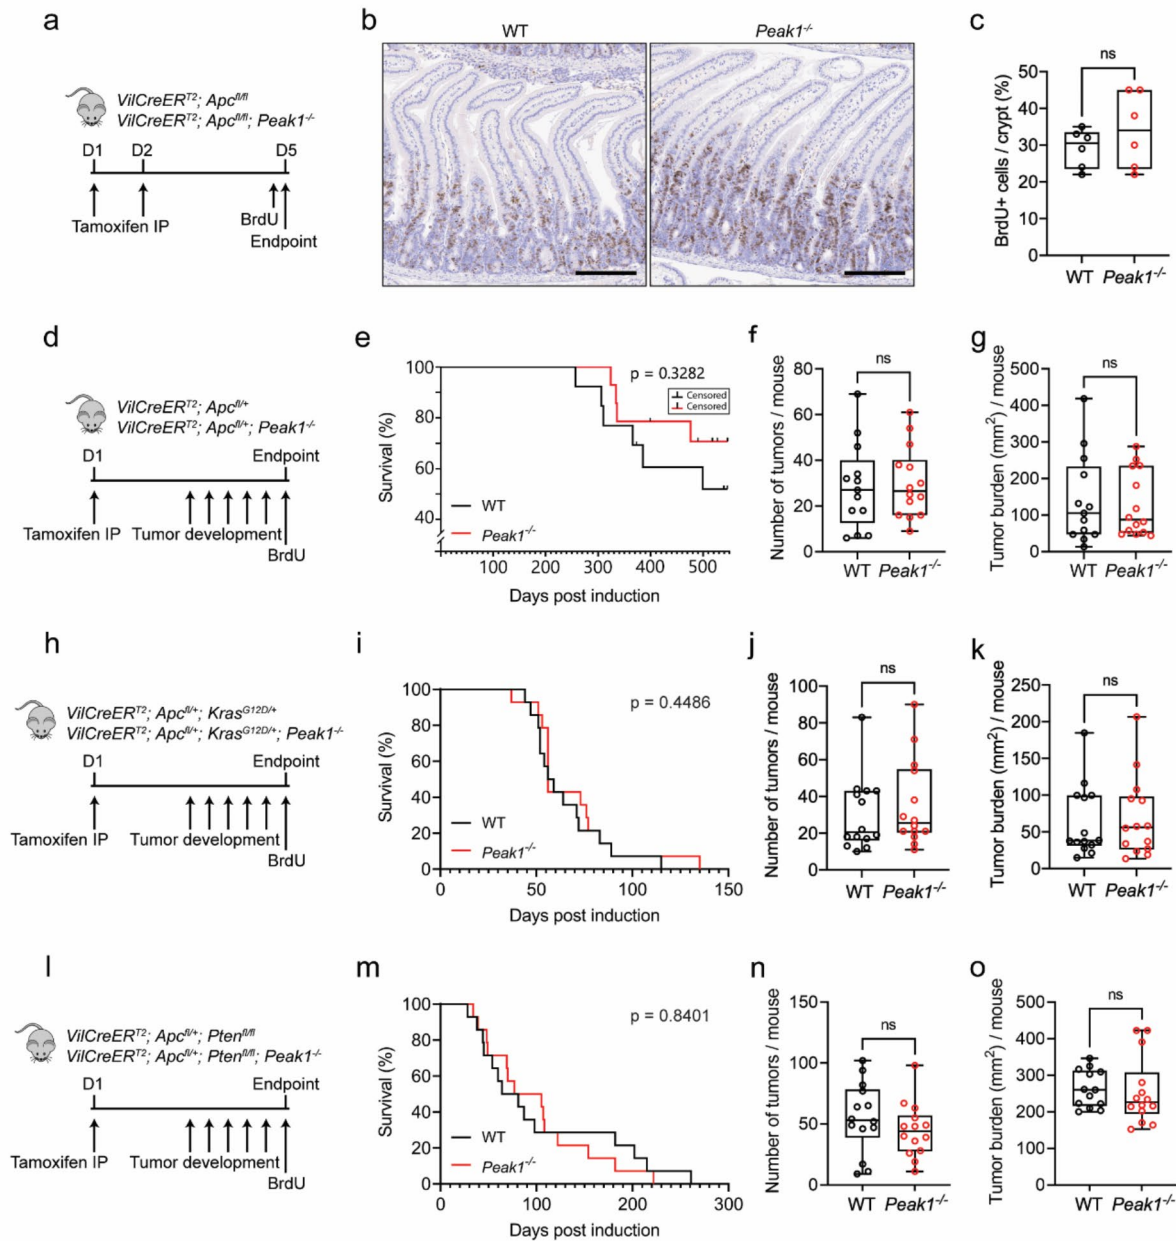 a
VilCreER^T2; Apc^fl/fl
VilCreER^T2; Apc^fl/fl; Peak1^-/-
D1 D2 D5
Tamoxifen IP
BrdU
Endpoint
b
WT Peak1^-/-
c
ns
BrdU+ cells / crypt (%)
50
40
30
20
10
0
WT Peak1^-/-
d
VilCreER^T2; Apc^fl/+
VilCreER^T2; Apc^fl/+; Peak1^-/-
D1 Endpoint
Tamoxifen IP Tumor development
BrdU
e
p = 0.3282
Censored
Censored
Survival (%)
100
80
60
40
WT
Peak1^-/-
100 200 300 400 500
Days post induction
f
ns
Number of tumors / mouse
80
60
40
20
0
WT Peak1^-/-
g
ns
Tumor burden (mm²) / mouse
500
400
300
200
100
0
WT Peak1^-/-
h
VilCreER^T2; Apc^fl/+; Kras^G12D/+
VilCreER^T2; Apc^fl/+; Kras^G12D/+; Peak1^-/-
D1 Endpoint
Tamoxifen IP Tumor development
BrdU
i
p = 0.4486
Survival (%)
100
80
60
40
20
0
WT
Peak1^-/-
0 50 100 150
Days post induction
j
ns
Number of tumors / mouse
100
80
60
40
20
0
WT Peak1^-/-
k
ns
Tumor burden (mm²) / mouse
250
200
150
100
50
0
WT Peak1^-/-
l
VilCreER^T2; Apc^fl/+; Pten^fl/fl
VilCreER^T2; Apc^fl/+; Pten^fl/fl; Peak1^-/-
D1 Endpoint
Tamoxifen IP Tumor development
BrdU
m
p = 0.8401
Survival (%)
100
80
60
40
20
0
WT
Peak1^-/-
0 100 200 300
Days post induction
n
ns
Number of tumors / mouse
150
100
50
0
WT Peak1^-/-
o
ns
Tumor burden (mm²) / mouse
500
400
300
200
100
0
WT Peak1^-/-